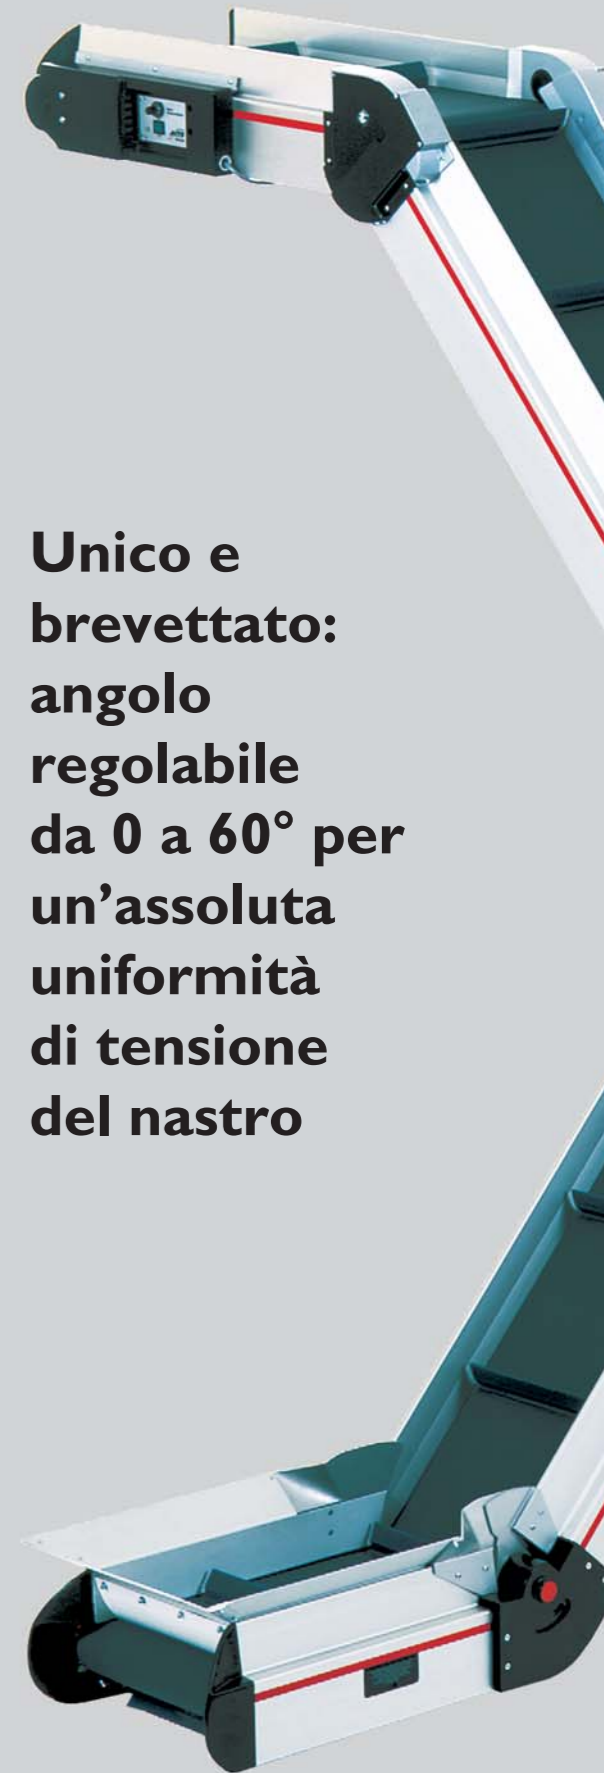 Unico e
brevettato:
angolo
regolabile
da 0 a 60° per
un’assoluta
uniformità
di tensione
del nastro